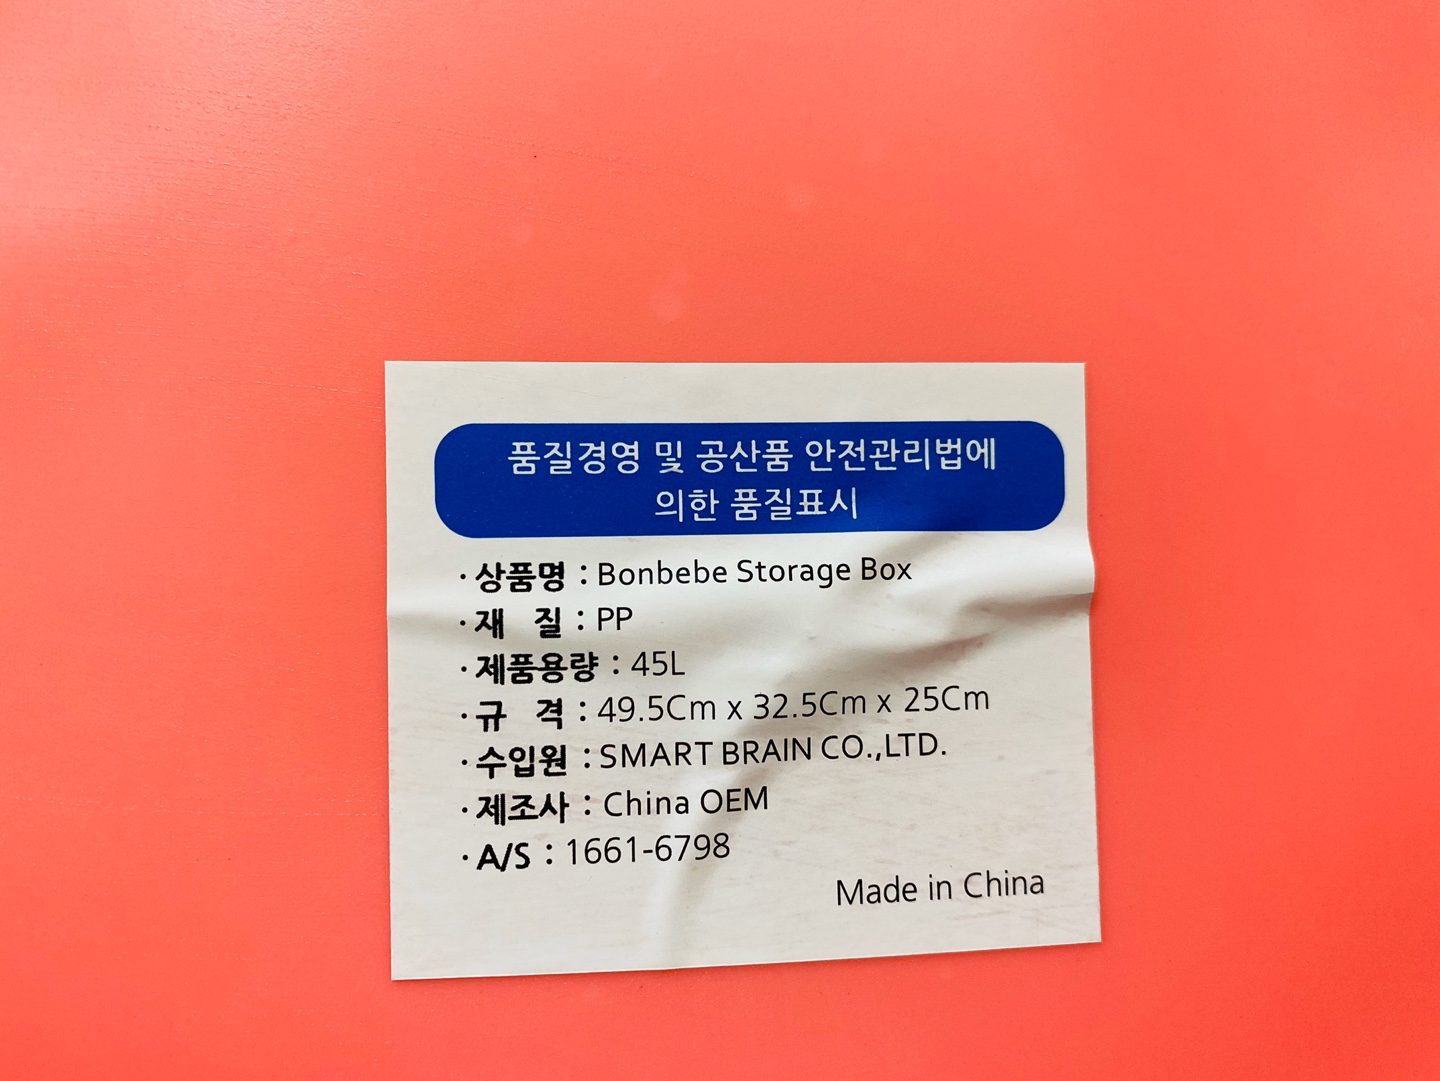 품질경영 및 공산품 안전관리법에
의한 품질표시
· 상품명 : Bonbebe Storage Box
· 재 질 : PP
· 제품용량 : 45L
· 규 격 : 49.5Cm x 32.5Cm x 25Cm
· 수입원 : SMART BRAIN CO.,LTD.
· 제조사 : China OEM
· A/S : 1661-6798
Made in China